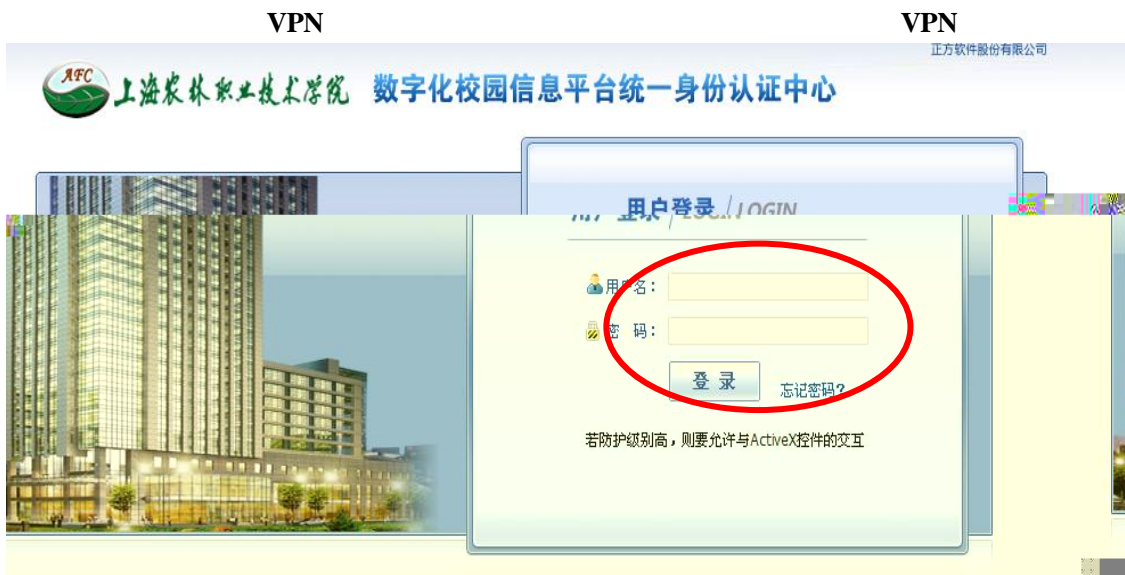 VPN VPN
正方软件股份有限公司
AFC 上海农林职业技术学院 数字化校园信息平台统一身份认证中心
用户登录 / LOGIN
用户名：
密 码：
登 录 忘记密码?
若防护级别高，则要允许与ActiveX控件的交互